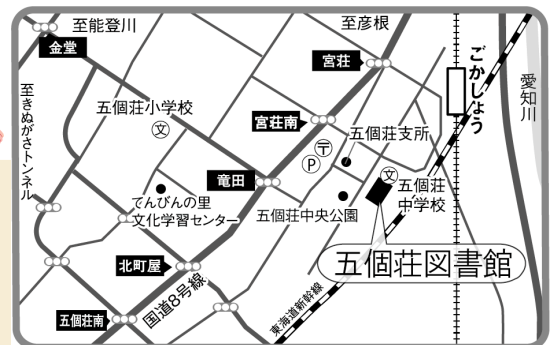 至能登川
至彦根
金堂
宮荘
ごかしょう
愛知川
至きぬがさトンネル
五個荘小学校
文
宮荘南
〒
P
五個荘支所
竜田
文
五個荘
中学校
てんびんの里
文化学習センター
五個荘中央公園
北町屋
五個荘図書館
国道8号線
五個荘南
東海道新幹線